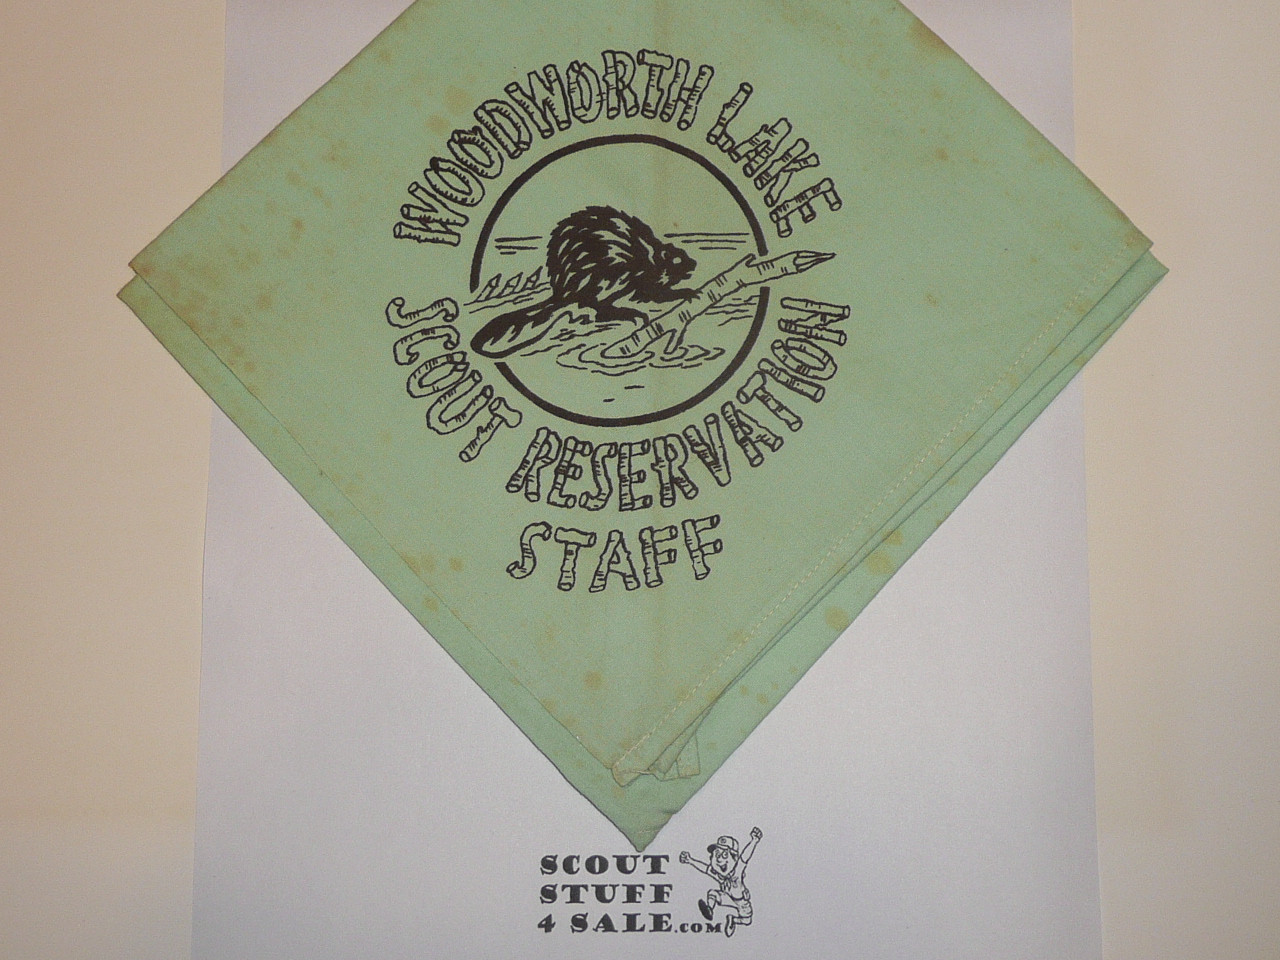 WOODWORTH LAKE
SCOUT RESERVATION
STAFF
SCOUT
STUFF
4 SALE.COM